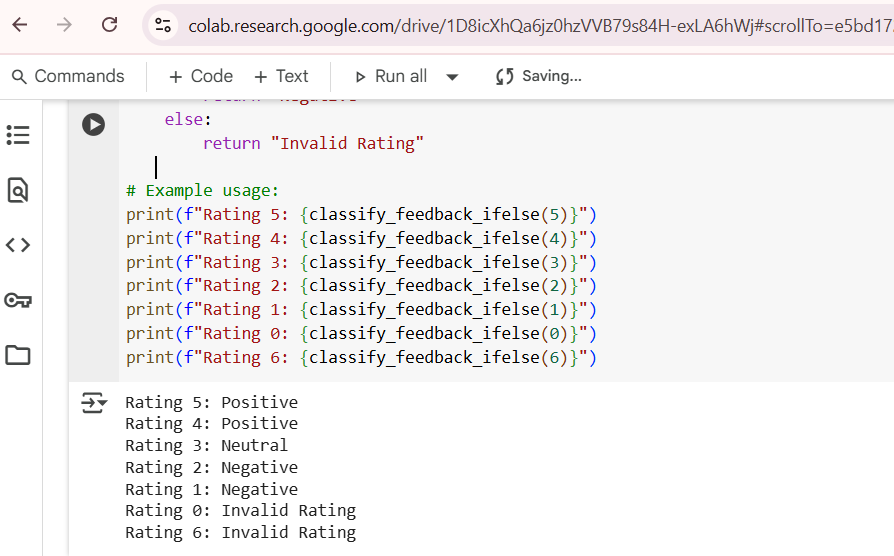 colab.research.google.com/drive/1D8icXhQa6jz0hzVVB79s84H-exLA6hWj#scrollTo=e5bd17
Commands + Code + Text Run all Saving...
else:
return "Invalid Rating"
# Example usage:
print(f"Rating 5: {classify_feedback_ifelse(5)}")
print(f"Rating 4: {classify_feedback_ifelse(4)}")
print(f"Rating 3: {classify_feedback_ifelse(3)}")
print(f"Rating 2: {classify_feedback_ifelse(2)}")
print(f"Rating 1: {classify_feedback_ifelse(1)}")
print(f"Rating 0: {classify_feedback_ifelse(0)}")
print(f"Rating 6: {classify_feedback_ifelse(6)}")
Rating 5: Positive
Rating 4: Positive
Rating 3: Neutral
Rating 2: Negative
Rating 1: Negative
Rating 0: Invalid Rating
Rating 6: Invalid Rating